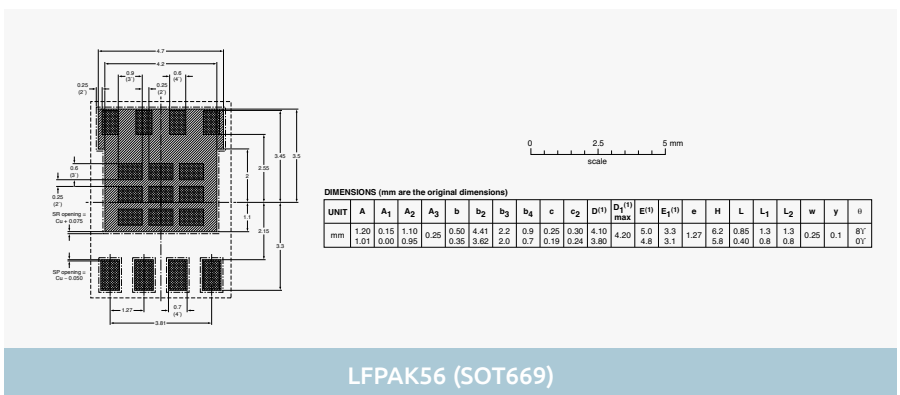 4.7
4.2
0.9
(3`)
0.6
(4`)
0.25
(2`)
0.25
(2`)
3.45
3.5
2.55
2
0.6
(3`)
0.25
(2`)
SR opening =
Cu + 0.075
1.1
2.15
3.3
SP opening =
Cu – 0.050
1.27
0.7
(4`)
3.81
0 2.5 5 mm
scale
DIMENSIONS (mm are the original dimensions)
UNIT A A1 A2 A3 b b2 b3 b4 c c2 D(1) D1(1) max E(1) E1(1) e H L L1 L2 w y θ
mm 1.20 0.15 1.10 0.25 0.50 4.41 2.2 0.9 0.25 0.30 4.10 4.20 5.0 3.3 1.27 6.2 0.85 1.3 1.3 0.25 0.1 8ϒ
1.01 0.00 0.95 0.35 3.62 2.0 0.7 0.19 0.24 3.80 4.8 3.1 5.8 0.40 0.8 0.8 0ϒ
LFPAK56 (SOT669)